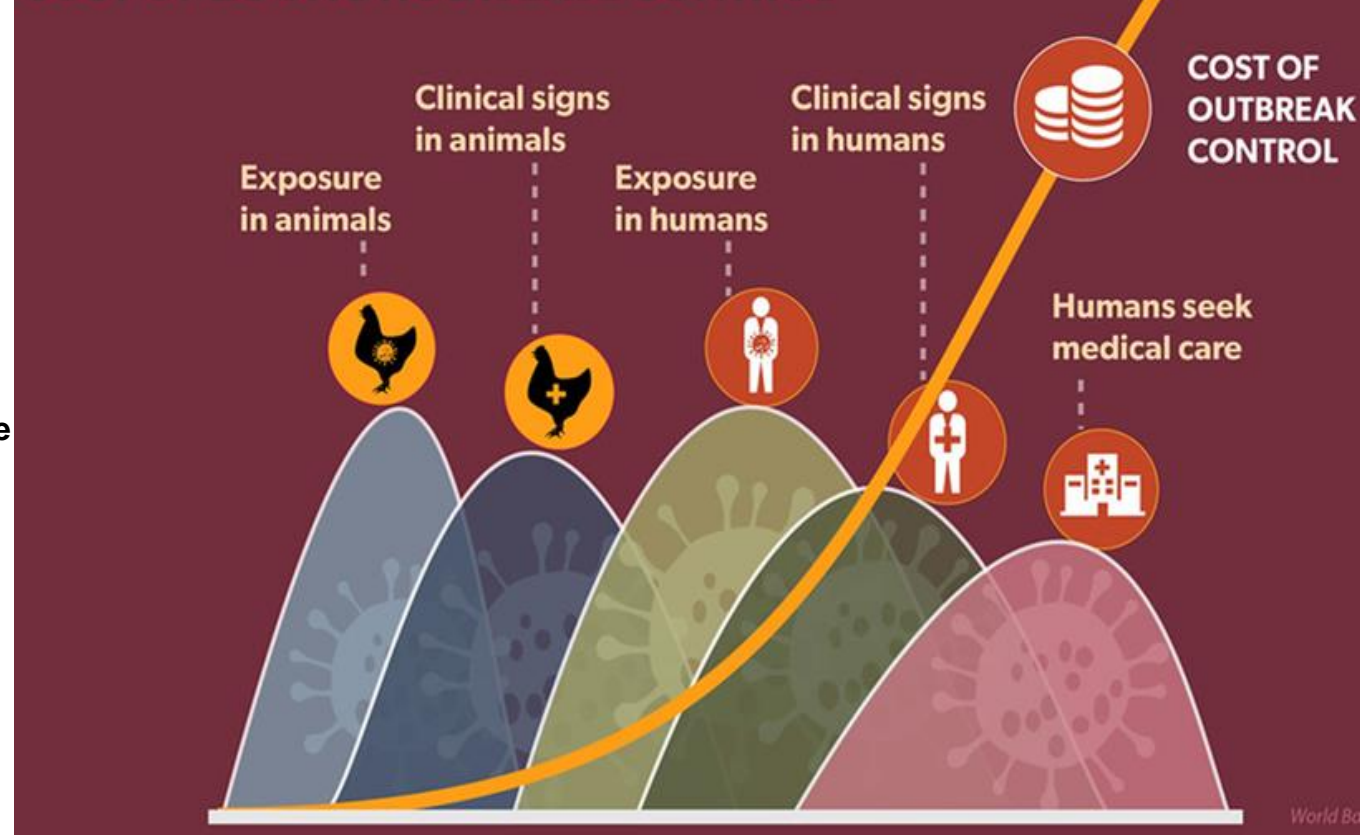 Clinical signs
in animals
Clinical signs
in humans
COST OF
OUTBREAK
CONTROL
Exposure
in animals
Exposure
in humans
Humans seek
medical care
e
World